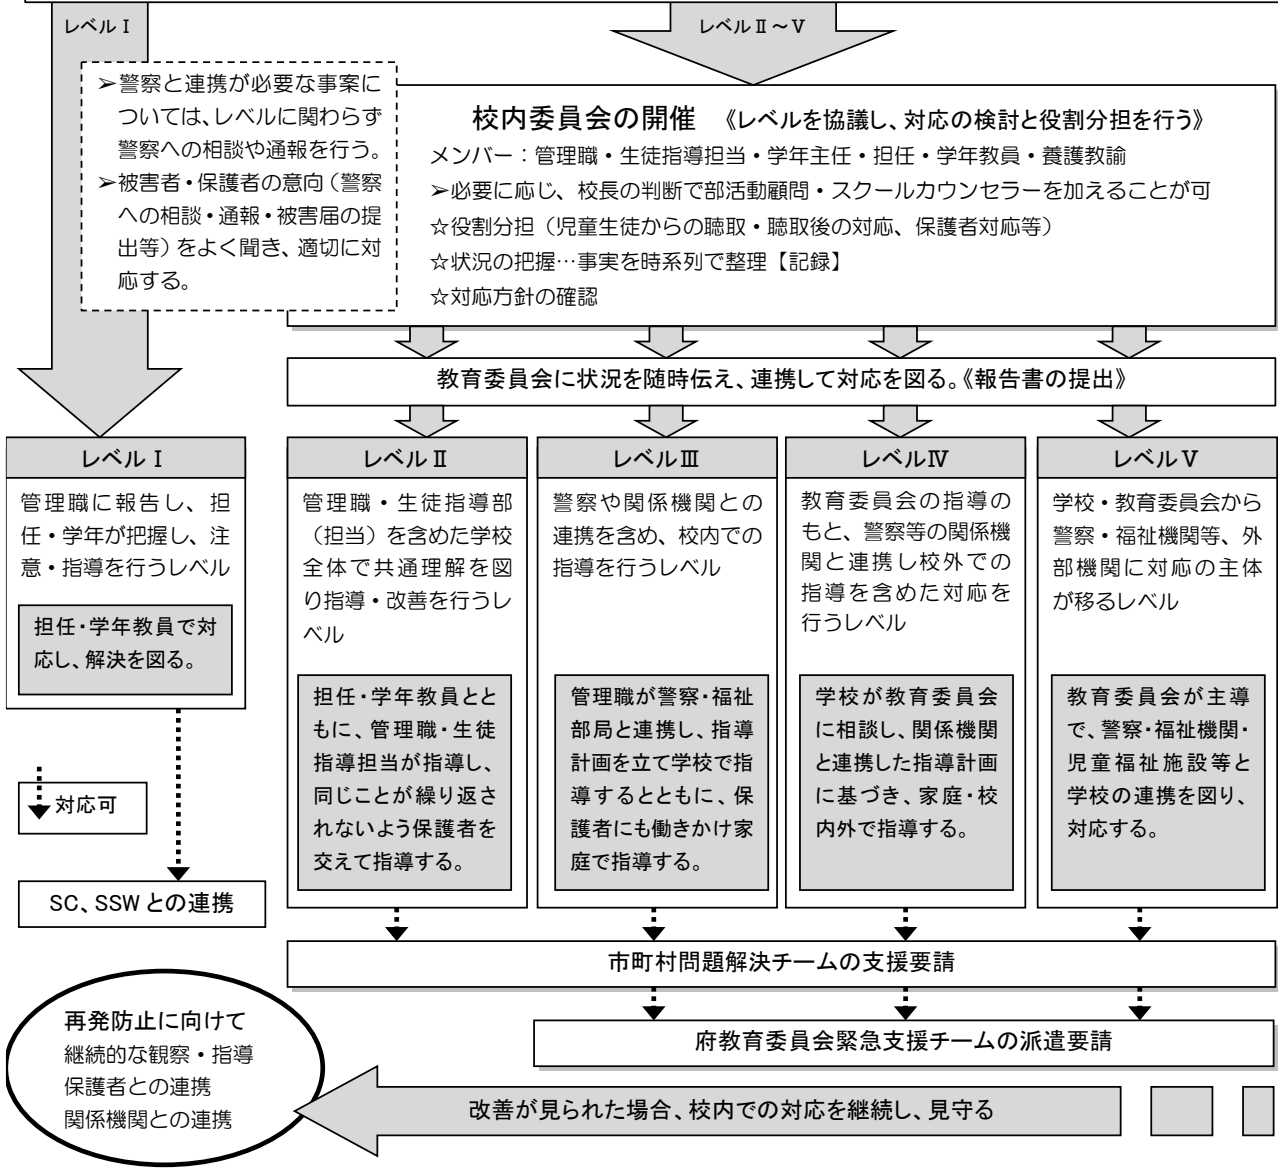 レベルⅠ
レベルⅡ～Ⅴ
➢警察と連携が必要な事案に
ついては、レベルに関わらず
警察への相談や通報を行う。
➢被害者・保護者の意向（警察
への相談・通報・被害届の提
出等）をよく聞き、適切に対
応する。
校内委員会の開催　《レベルを協議し、対応の検討と役割分担を行う》
メンバー：管理職・生徒指導担当・学年主任・担任・学年教員・養護教諭
➢必要に応じ、校長の判断で部活動顧問・スクールカウンセラーを加えることが可
☆役割分担（児童生徒からの聴取・聴取後の対応、保護者対応等）
☆状況の把握…事実を時系列で整理【記録】
☆対応方針の確認
教育委員会に状況を随時伝え、連携して対応を図る。《報告書の提出》
レベルⅠ
管理職に報告し、担
任・学年が把握し、注
意・指導を行うレベル
担任・学年教員で対
応し、解決を図る。
レベルⅡ
管理職・生徒指導部
（担当）を含めた学校
全体で共通理解を図
り指導・改善を行うレ
ベル
担任・学年教員とと
もに、管理職・生徒
指導担当が指導し、
同じことが繰り返さ
れないよう保護者を
交えて指導する。
レベルⅢ
警察や関係機関との
連携を含め、校内での
指導を行うレベル
管理職が警察・福祉
部局と連携し、指導
計画を立て学校で指
導するとともに、保
護者にも働きかけ家
庭で指導する。
レベルⅣ
教育委員会の指導の
もと、警察等の関係機
関と連携し校外での
指導を含めた対応を
行うレベル
学校が教育委員会
に相談し、関係機関
と連携した指導計画
に基づき、家庭・校
内外で指導する。
レベルⅤ
学校・教育委員会から
警察・福祉機関等、外
部機関に対応の主体
が移るレベル
教育委員会が主導
で、警察・福祉機関・
児童福祉施設等と
学校の連携を図り、
対応する。
対応可
SC、SSWとの連携
市町村問題解決チームの支援要請
府教育委員会緊急支援チームの派遣要請
再発防止に向けて
継続的な観察・指導
保護者との連携
関係機関との連携
改善が見られた場合、校内での対応を継続し、見守る